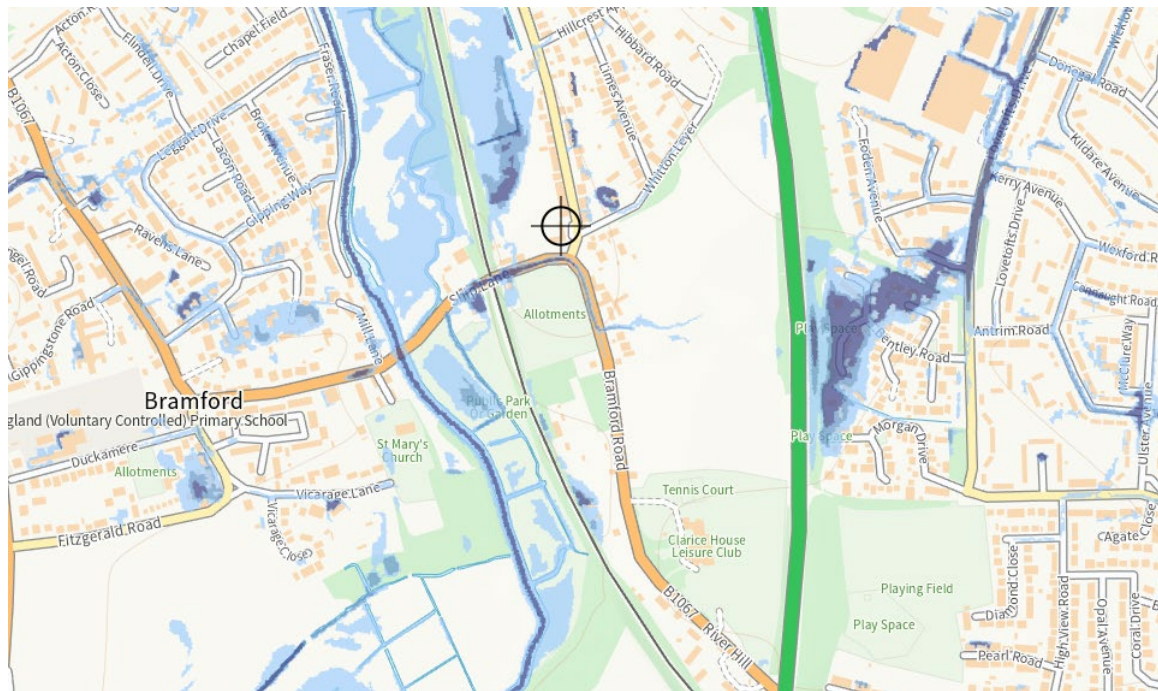 Acton Road
Acton Close
Ellindell Drive
Chapel Field
Fraser Road
B1067
Leggatt Drive
Broke Avenue
Lacon Road
Gipping Way
Ravens Lane
Gippingstone Road
Mill Lane
Ship Lane
Hillcrest
Hibbard Road
Limes Avenue
Whitton Leyer
Allotments
Bramford
gland (Voluntary Controlled) Primary School
Duckamere
Allotments
St Mary's
Church
Public Park
Or Garden
Vicarage Lane
Vicarage Close
Fitzgerald Road
Bramford Road
Tennis Court
Clarice House
Leisure Club
B1067
River Hill
Foden Avenue
Donegal Road
Kildare Avenue
Kerry Avenue
Lovetofts Drive
Wexford R
Connaught Road
McClure Way
Antrim Road
Play Space
Bentley Road
Play Space
Morgan Drive
Ulster Avenue
Playing Field
Play Space
Agate Close
Diamond Close
High View Road
Opal Avenue
Coral Drive
Pearl Road